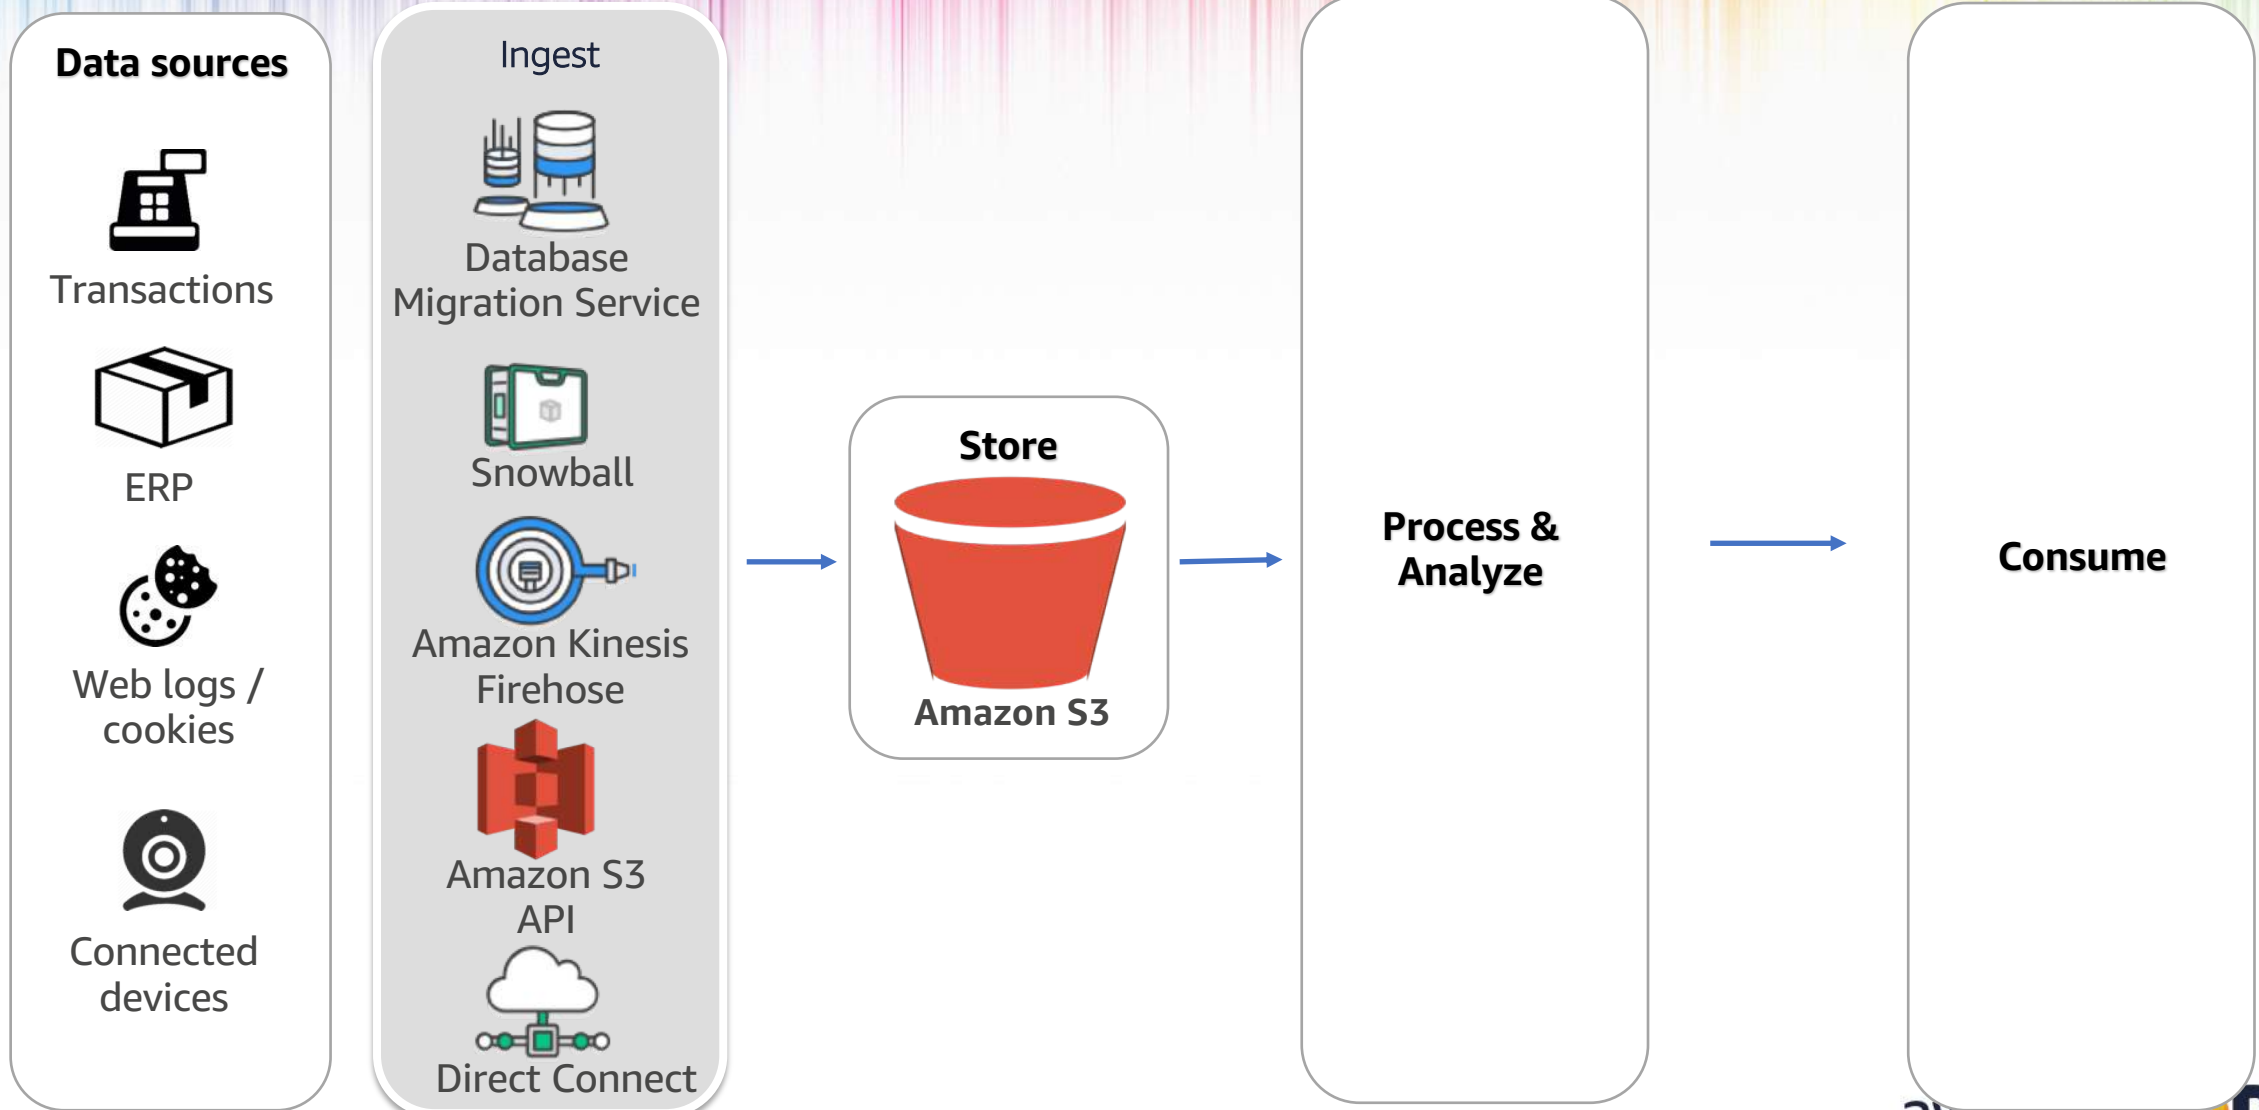 Data sources
Transactions
ERP
Web logs /
cookies
Connected
devices
Ingest
Database
Migration Service
Snowball
Amazon Kinesis
Firehose
Amazon S3
API
Direct Connect
Store
Amazon S3
Process &
Analyze
Consume